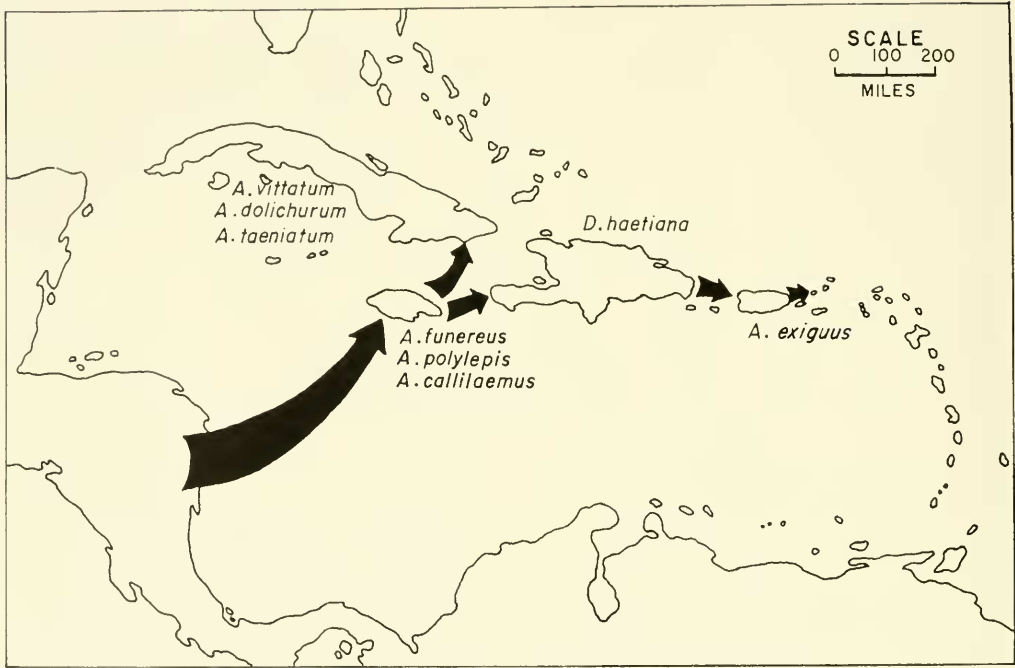 SCALE
0 100 200
MILES
A. vittatum
A. dolichurum
A. taeniatum
D. haetiana
A. funereus
A. polylepis
A. callilaemus
A. exiguus